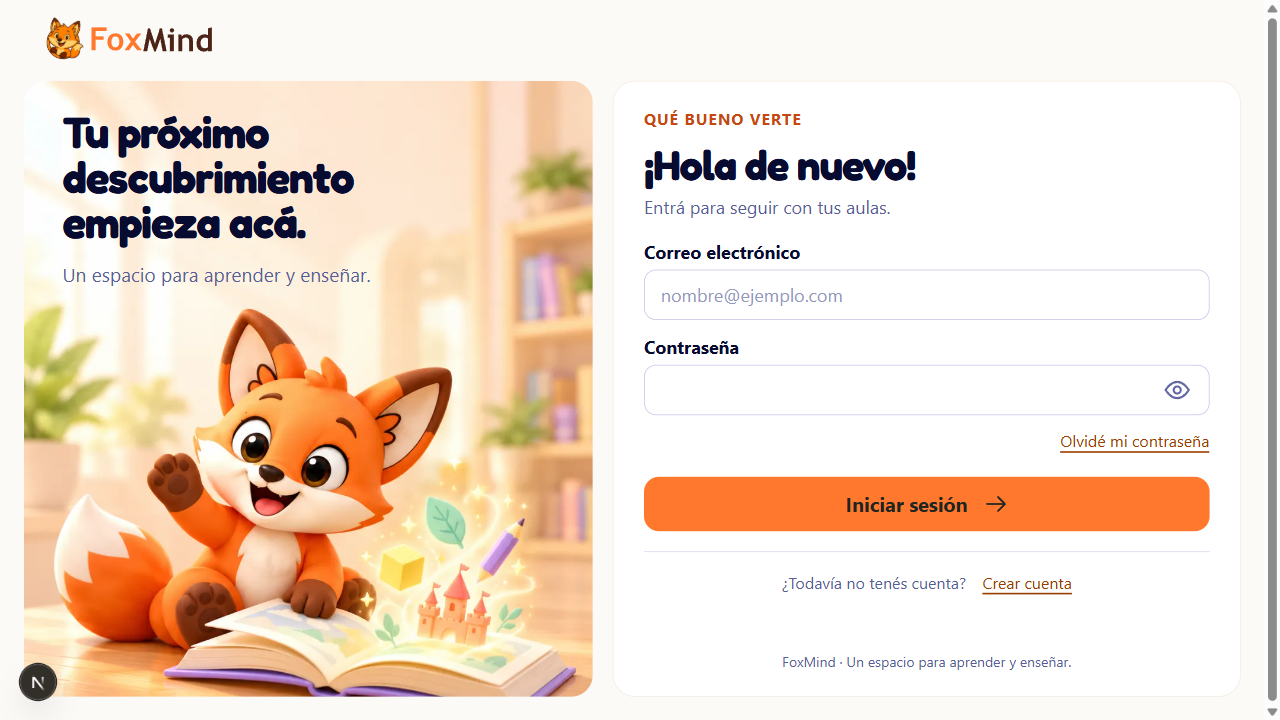 FoxMind
Tu próximo
descubrimiento
empieza acá.
Un espacio para aprender y enseñar.
QUÉ BUENO VERTE
¡Hola de nuevo!
Entrá para seguir con tus aulas.
Correo electrónico
nombre@ejemplo.com
Contraseña
Olvidé mi contraseña
Iniciar sesión →
¿Todavía no tenés cuenta? Crear cuenta
FoxMind · Un espacio para aprender y enseñar.
N